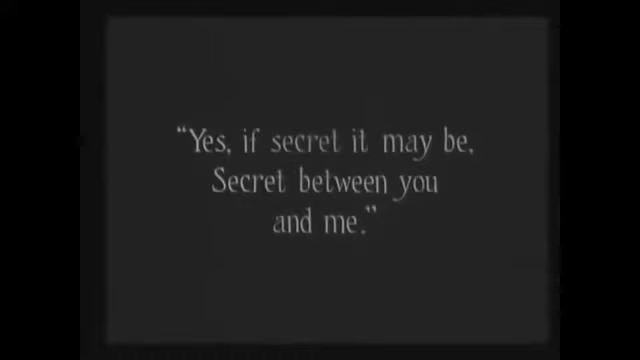 “Yes, if secret it may be,
Secret between you
and me.”